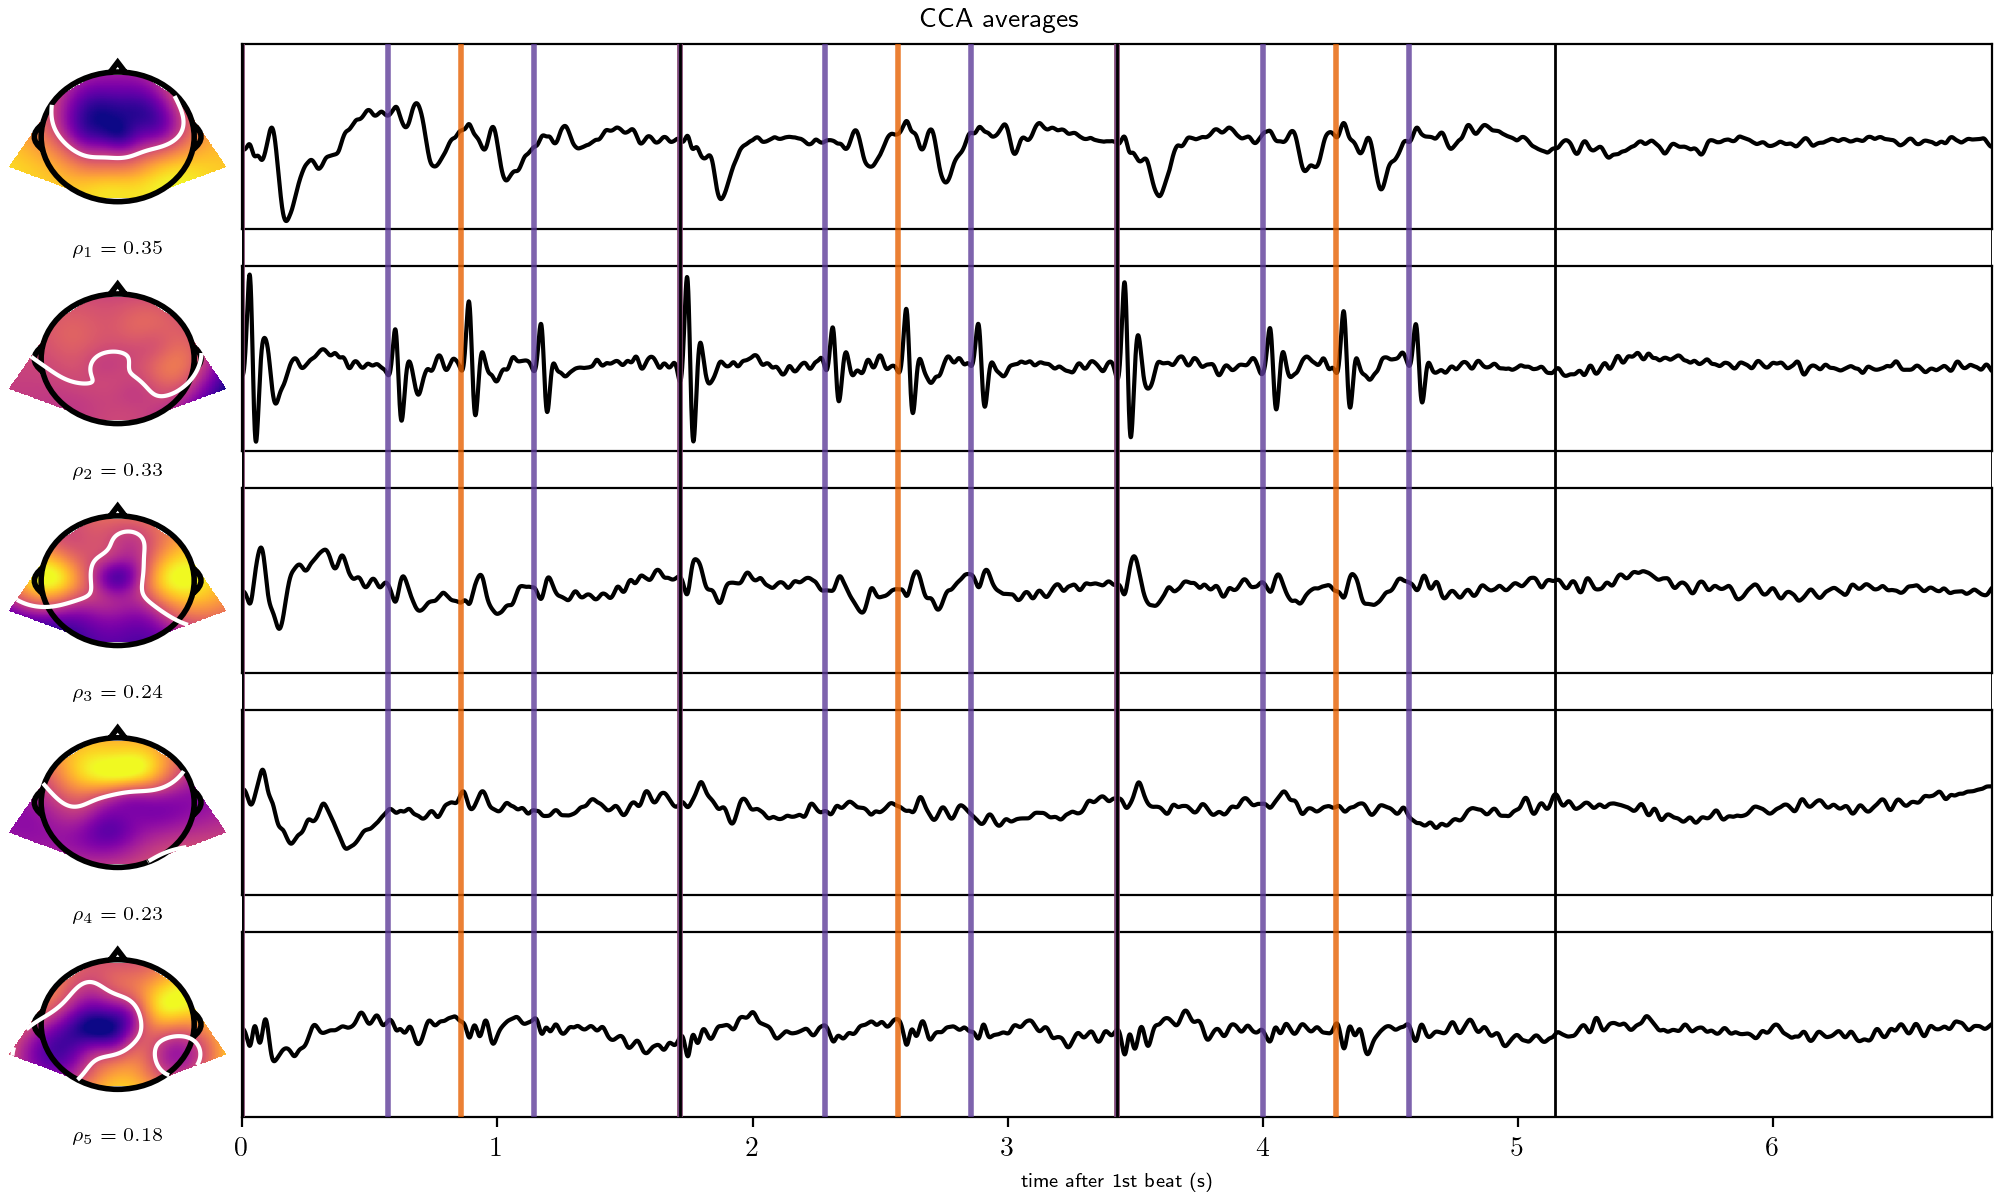 CCA averages
ρ₁ = 0.35
ρ₂ = 0.33
ρ₃ = 0.24
ρ₄ = 0.23
ρ₅ = 0.18
0 1 2 3 4 5 6
time after 1st beat (s)